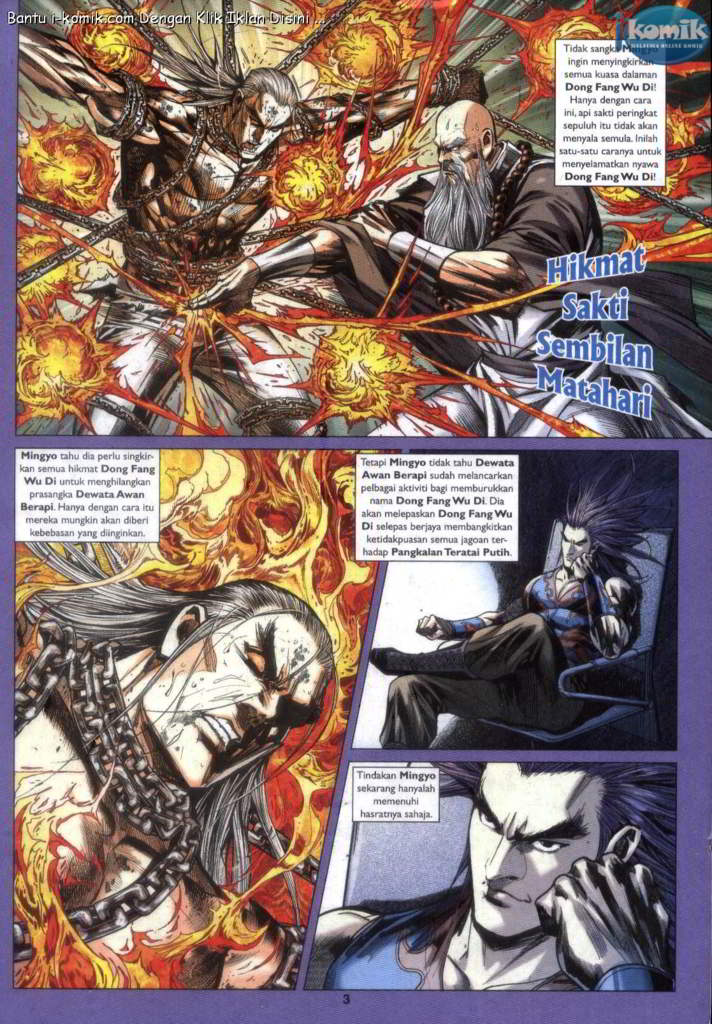 Bantu i-komik.com Dengan Klik Iklan Disini ...
ikomik
MALAYSIA ONLINE KOMIK
Tidak sangka Mingyo
ingin menyingkirkan
semua kuasa dalaman
Dong Fang Wu Di!
Hanya dengan cara
ini, api sakti peringkat
sepuluh itu tidak akan
menyala semula. Inilah
satu-satu caranya untuk
menyelamatkan nyawa
Dong Fang Wu Di!
Hikmat
Sakti
Sembilan
Matahari
Mingyo tahu dia perlu singkir-
kan semua hikmat Dong Fang
Wu Di untuk menghilangkan
prasangka Dewata Awan
Berapi. Hanya dengan cara itu
mereka mungkin akan diberi
kebebasan yang diinginkan.
Tetapi Mingyo tidak tahu Dewata
Awan Berapi sudah melancarkan
pelbagai aktiviti bagi memburukkan
nama Dong Fang Wu Di. Dia
akan melepaskan Dong Fang Wu
Di selepas berjaya membangkitkan
ketidakpuasan semua jagoan ter-
hadap Pangkalan Teratai Putih.
Tindakan Mingyo
sekarang hanyalah
memenuhi
hasratnya sahaja.
3